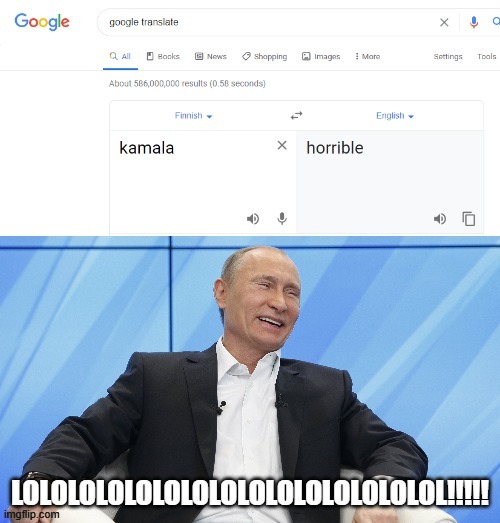 Google
google translate
All Books News Shopping Images More Settings Tools
About 586,000,000 results (0.58 seconds)
Finnish English
kamala horrible
LOLOLOLOLOLOLOLOLOLOLOLOLOLOLOL!!!!!
imgflip.com